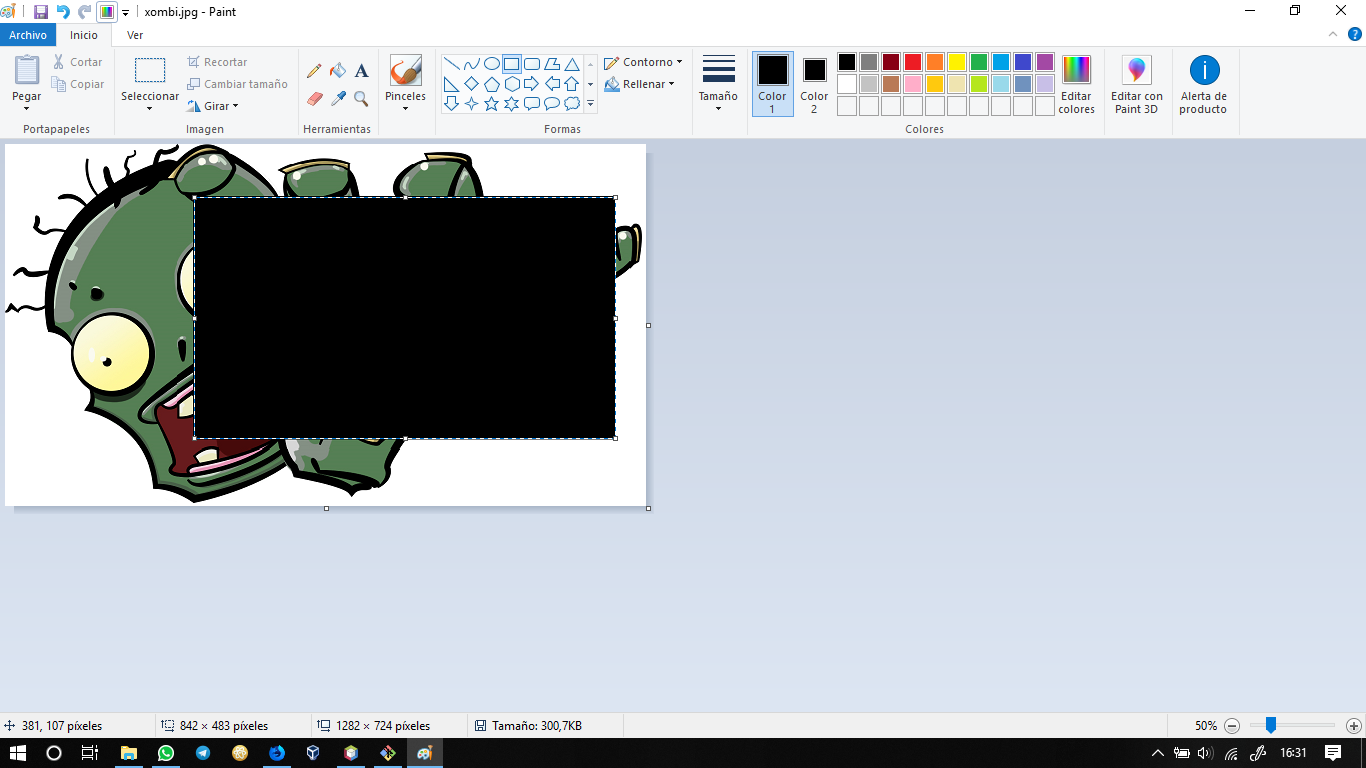 xombi.jpg - Paint
Archivo Inicio Ver
Pegar
Cortar
Copiar
Portapapeles
Seleccionar
Recortar
Cambiar tamaño
Girar
Imagen
A
Herramientas
Pinceles
Contorno
Rellenar
Formas
Tamaño
Color 1
Color 2
Editar colores
Colores
Editar con Paint 3D
Alerta de producto
381, 107 píxeles
842 × 483 píxeles
1282 × 724 píxeles
Tamaño: 300,7KB
50%
16:31